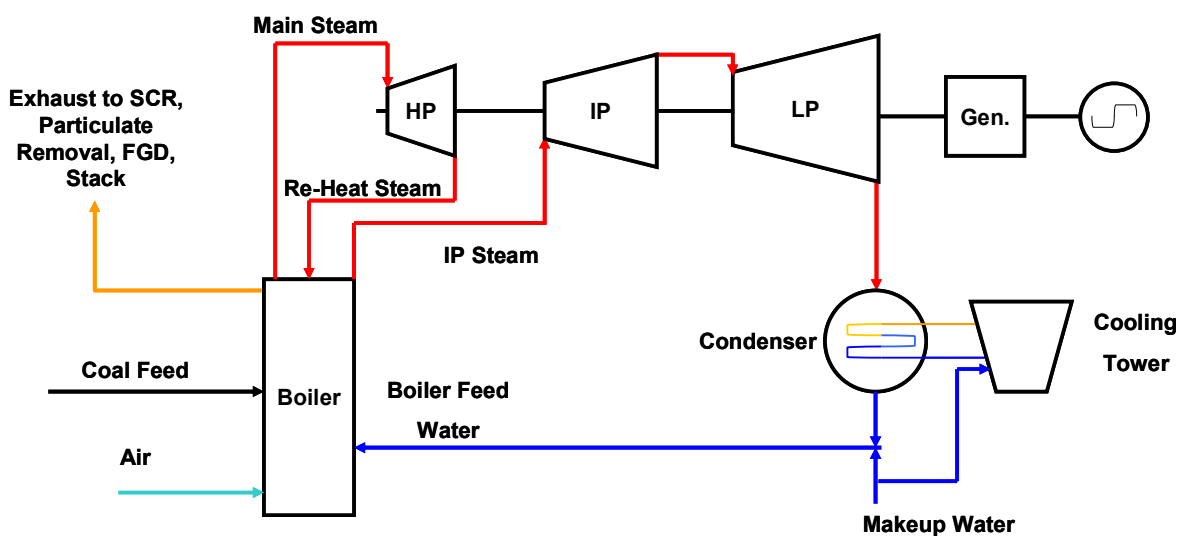 Main Steam
Exhaust to SCR,
Particulate
Removal, FGD,
Stack
HP
IP
LP
Gen.
Re-Heat Steam
IP Steam
Condenser
Cooling
Tower
Coal Feed
Boiler
Boiler Feed
Water
Air
Makeup Water